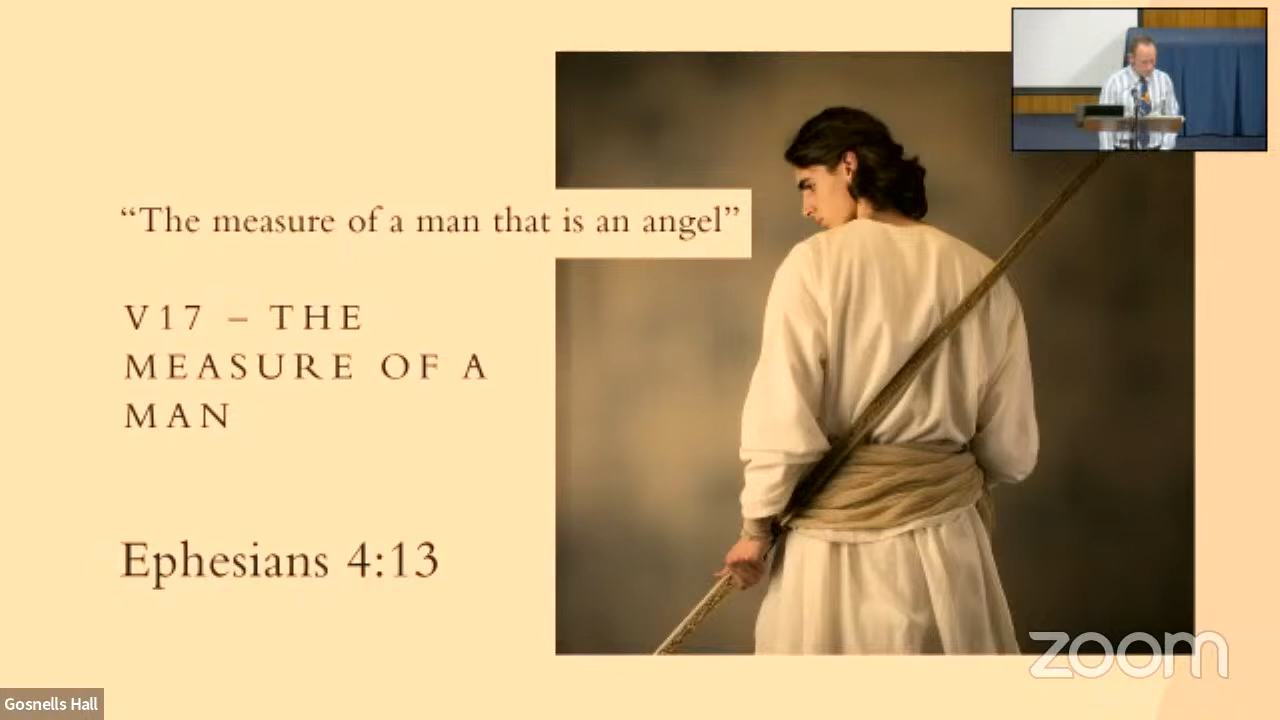 “The measure of a man that is an angel”
V17 – THE
MEASURE OF A
MAN
Ephesians 4:13
zoom
Gosnells Hall